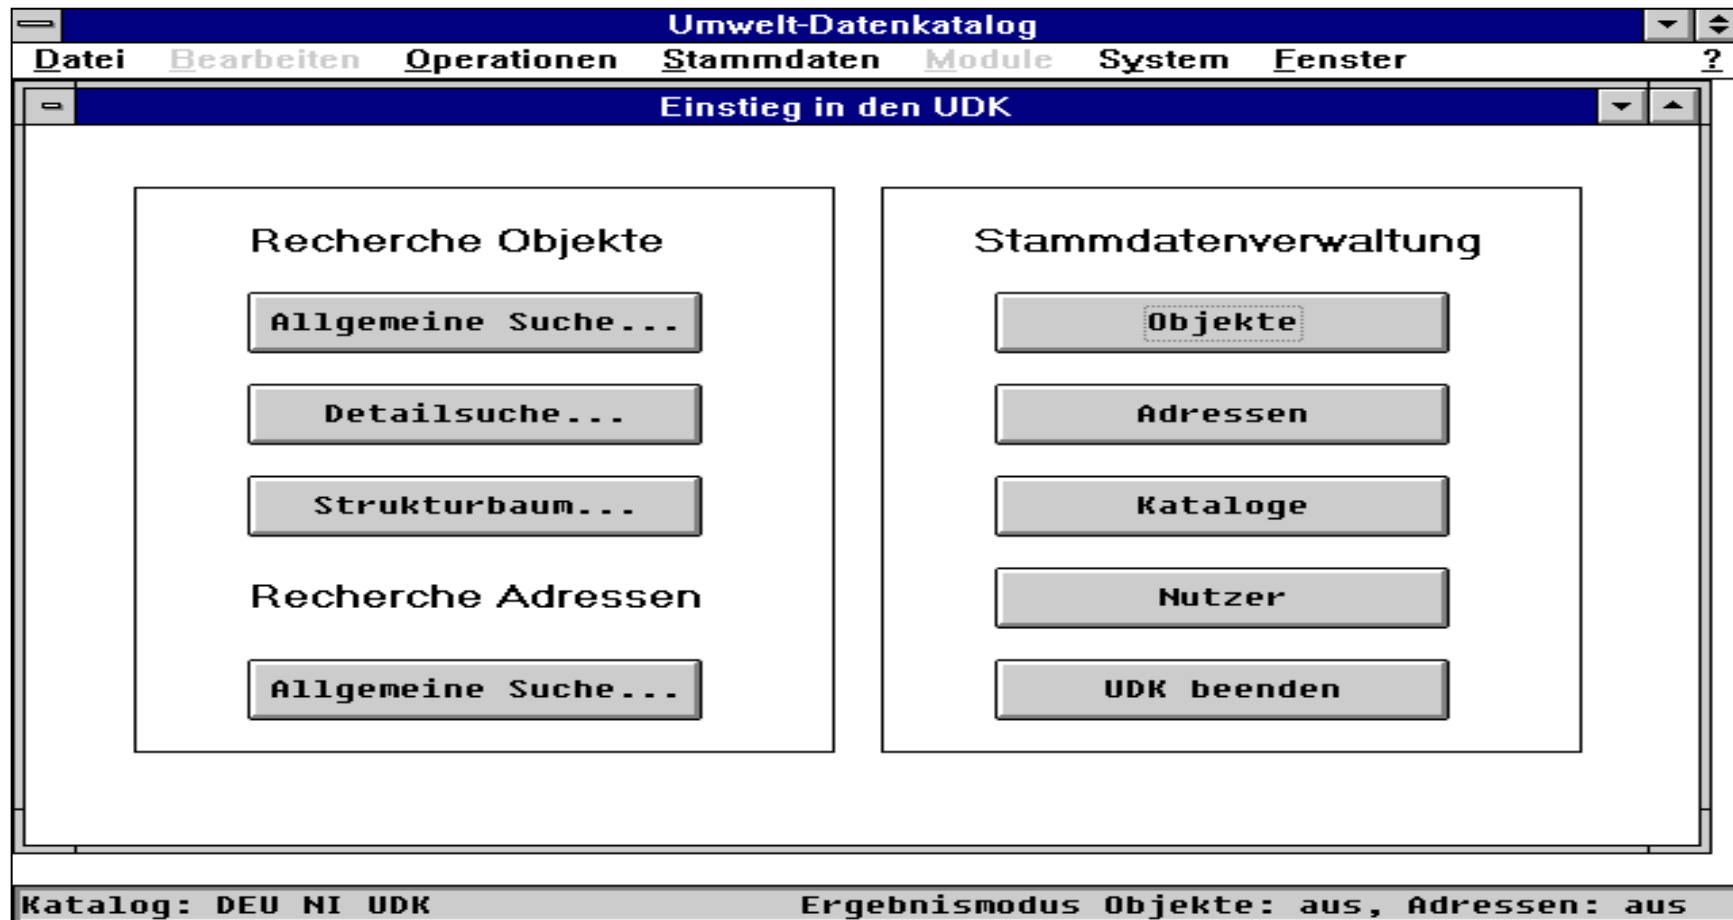 Umwelt-Datenkatalog
Datei Bearbeiten Operationen Stammdaten Module System Fenster ?
Einstieg in den UDK
Recherche Objekte
Allgemeine Suche...
Detailsuche...
Strukturbaum...
Recherche Adressen
Allgemeine Suche...
Stammdatenverwaltung
Objekte
Adressen
Kataloge
Nutzer
UDK beenden
Katalog: DEU NI UDK Ergebnismodus Objekte: aus, Adressen: aus